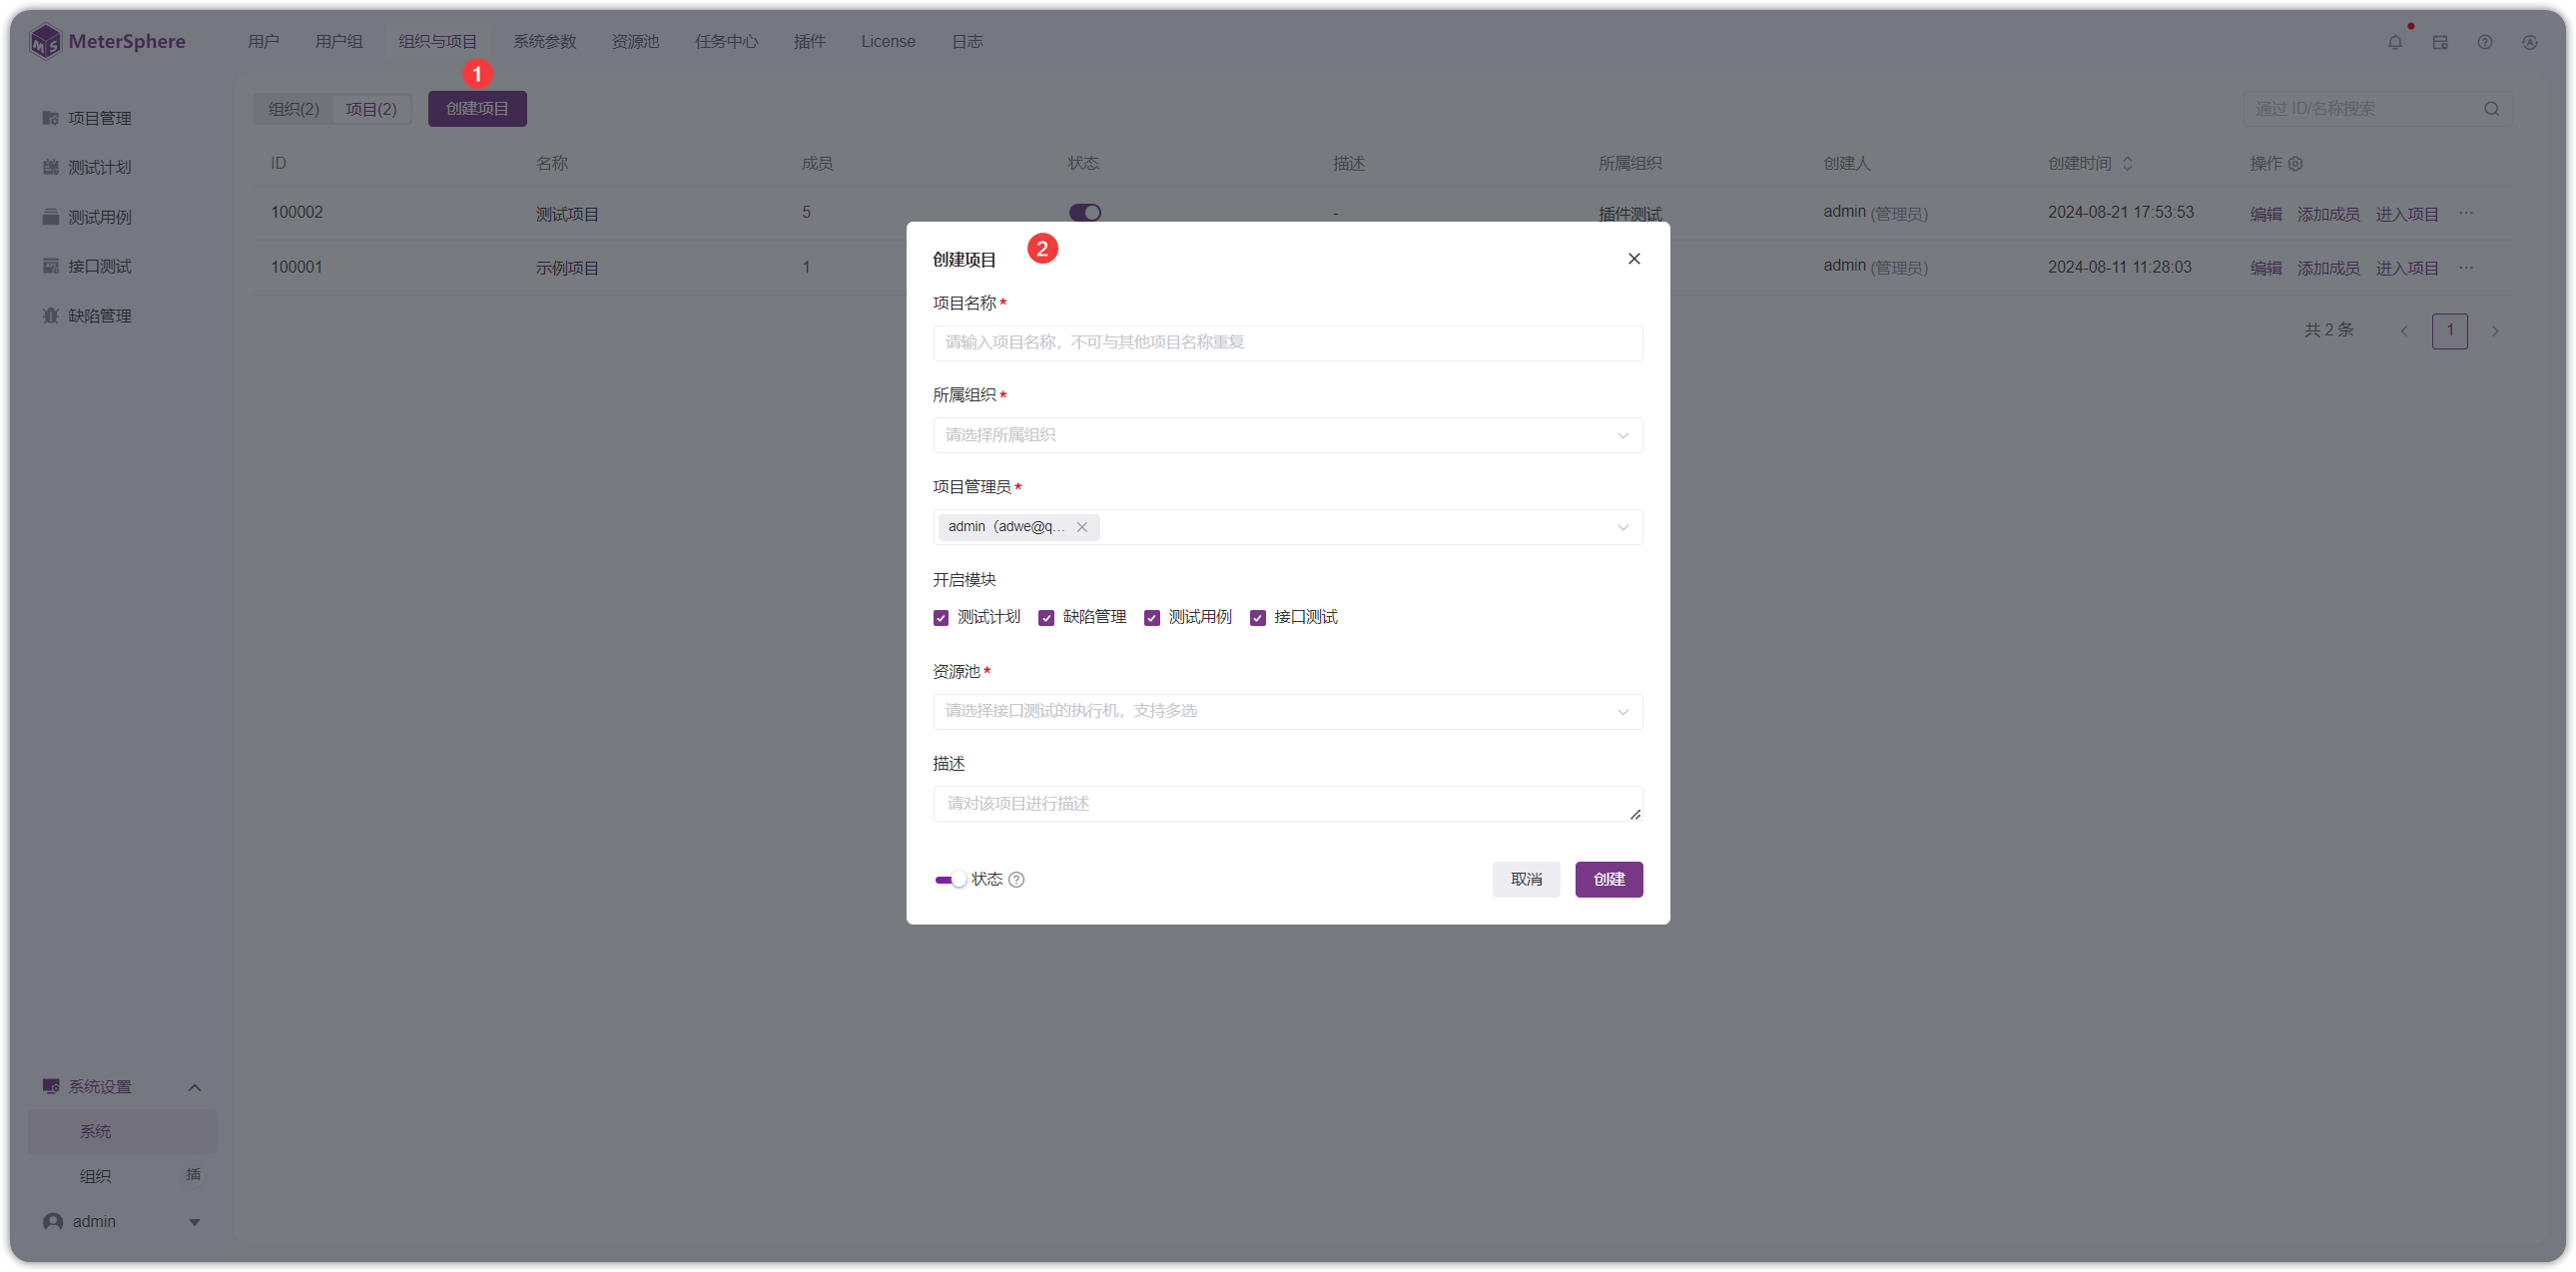 MeterSphere
用户 用户组 组织与项目 系统参数 资源池 任务中心 插件 License 日志
1
项目管理
测试计划
测试用例
接口测试
缺陷管理
组织(2) 项目(2) 创建项目 通过 ID/名称搜索
ID 名称 成员 状态 描述 所属组织 创建人 创建时间 操作
100002 测试项目 5 - 插件测试 admin (管理员) 2024-08-21 17:53:53 编辑 添加成员 进入项目 ...
100001 示例项目 1 admin (管理员) 2024-08-11 11:28:03 编辑 添加成员 进入项目 ...
共 2 条 1
创建项目 2
项目名称*
请输入项目名称，不可与其他项目名称重复
所属组织*
请选择所属组织
项目管理员*
admin（adwe@q...
开启模块
测试计划 缺陷管理 测试用例 接口测试
资源池*
请选择接口测试的执行机，支持多选
描述
请对该项目进行描述
状态 取消 创建
系统设置
系统
组织 插
admin